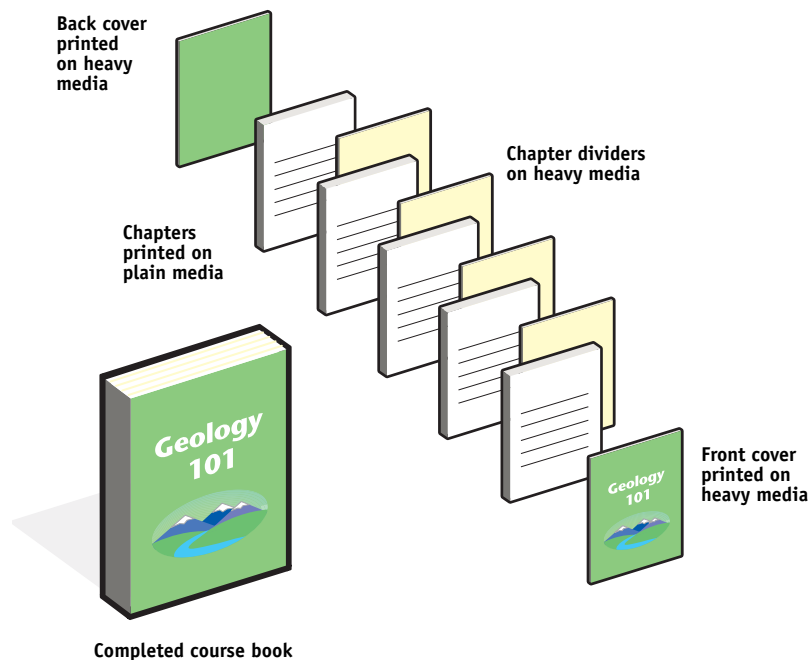 Back cover
printed
on heavy
media
Chapter dividers
on heavy media
Chapters
printed on
plain media
Geology
101
Front cover
printed on
heavy media
Geology
101
Completed course book